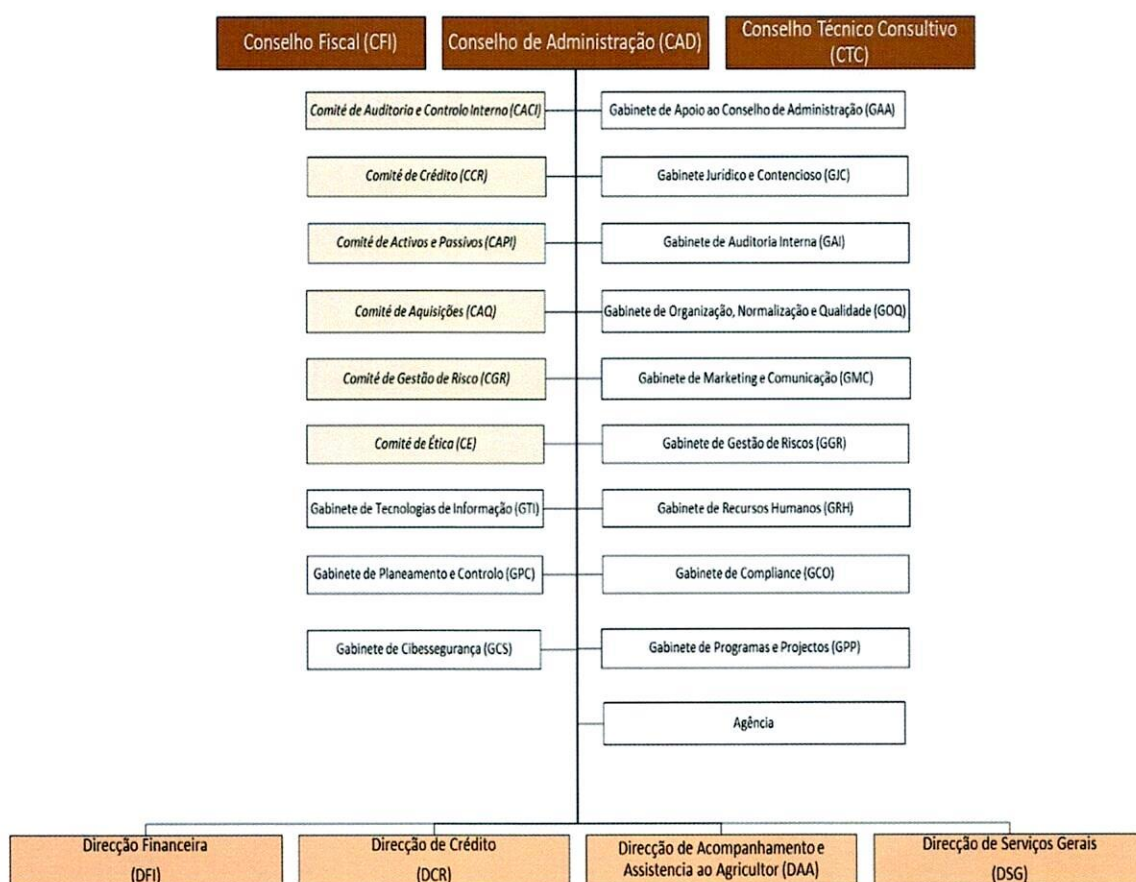 Conselho Fiscal (CFI)
Conselho de Administração (CAD)
Conselho Técnico Consultivo
(CTC)
Comité de Auditoria e Controlo Interno (CACI)
Gabinete de Apoio ao Conselho de Administração (GAA)
Comité de Crédito (CCR)
Gabinete Jurídico e Contencioso (GJC)
Comité de Activos e Passivos (CAPI)
Gabinete de Auditoria Interna (GAI)
Comité de Aquisições (CAQ)
Gabinete de Organização, Normalização e Qualidade (GOQ)
Comité de Gestão de Risco (CGR)
Gabinete de Marketing e Comunicação (GMC)
Comité de Ética (CE)
Gabinete de Gestão de Riscos (GGR)
Gabinete de Tecnologias de Informação (GTI)
Gabinete de Recursos Humanos (GRH)
Gabinete de Planeamento e Controlo (GPC)
Gabinete de Compliance (GCO)
Gabinete de Cibessegurança (GCS)
Gabinete de Programas e Projectos (GPP)
Agência
Direcção Financeira
(DFI)
Direcção de Crédito
(DCR)
Direcção de Acompanhamento e
Assistencia ao Agricultor (DAA)
Direcção de Serviços Gerais
(DSG)